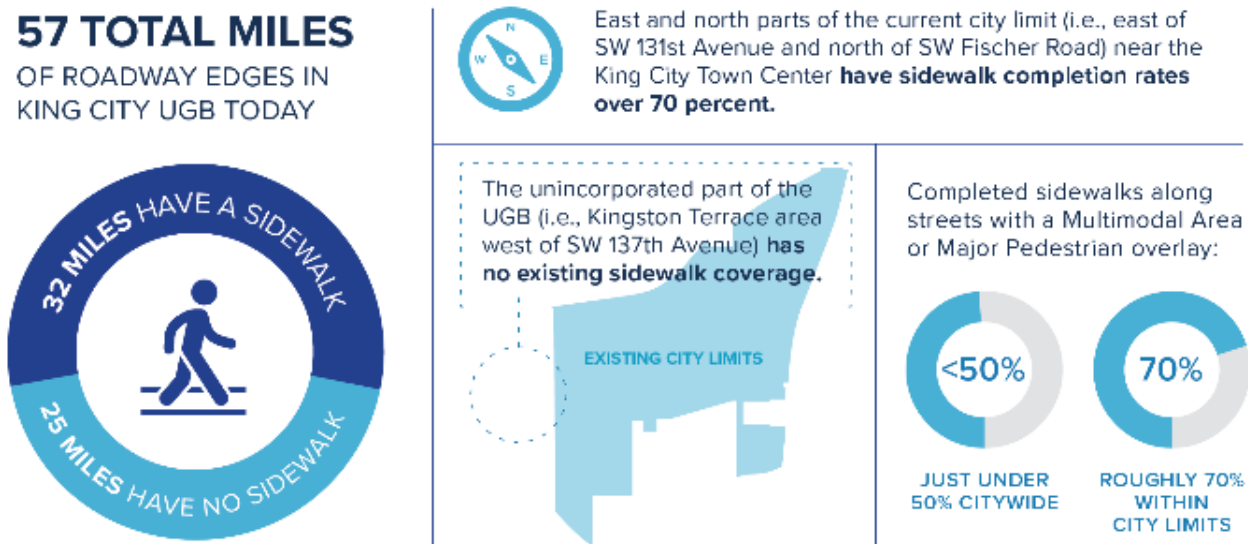 57 TOTAL MILES
OF ROADWAY EDGES IN
KING CITY UGB TODAY
32 MILES HAVE A SIDEWALK
25 MILES HAVE NO SIDEWALK
N
W E
S
East and north parts of the current city limit (i.e., east of
SW 131st Avenue and north of SW Fischer Road) near the
King City Town Center have sidewalk completion rates
over 70 percent.
The unincorporated part of the
UGB (i.e., Kingston Terrace area
west of SW 137th Avenue) has
no existing sidewalk coverage.
EXISTING CITY LIMITS
Completed sidewalks along
streets with a Multimodal Area
or Major Pedestrian overlay:
<50%
JUST UNDER
50% CITYWIDE
70%
ROUGHLY 70%
WITHIN
CITY LIMITS